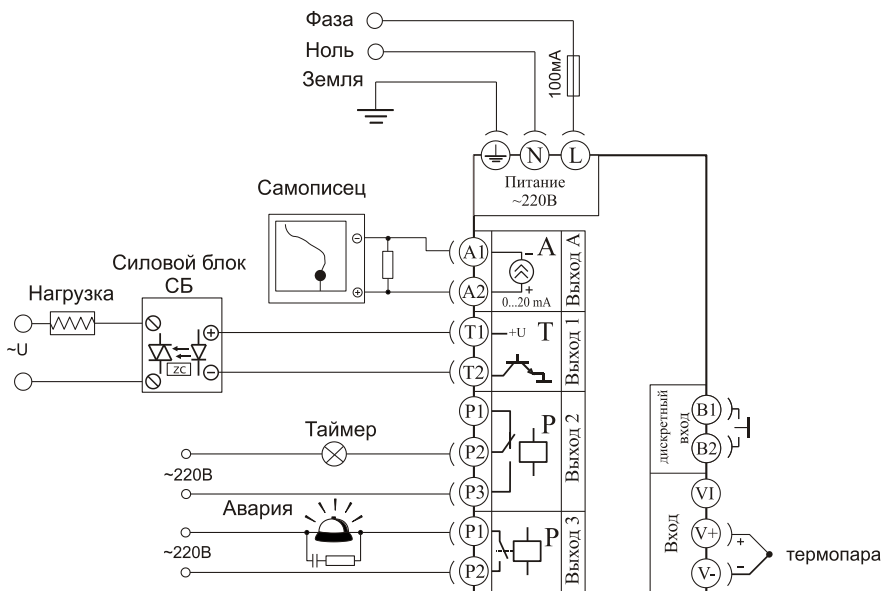 Фаза
Ноль
Земля
100мА
N
L
Питание
~220В
Самописец
A1
A2
- A
+
0...20 mA
Выход А
Силовой блок
СБ
Нагрузка
~U
ZC
+
−
T1
T2
+U T
Выход 1
P1
P2
P3
P
Выход 2
Таймер
~220В
Авария
~220В
P1
P2
P
Выход 3
дискретный
вход
B1
B2
VI
V+
V-
Вход
+
−
термопара